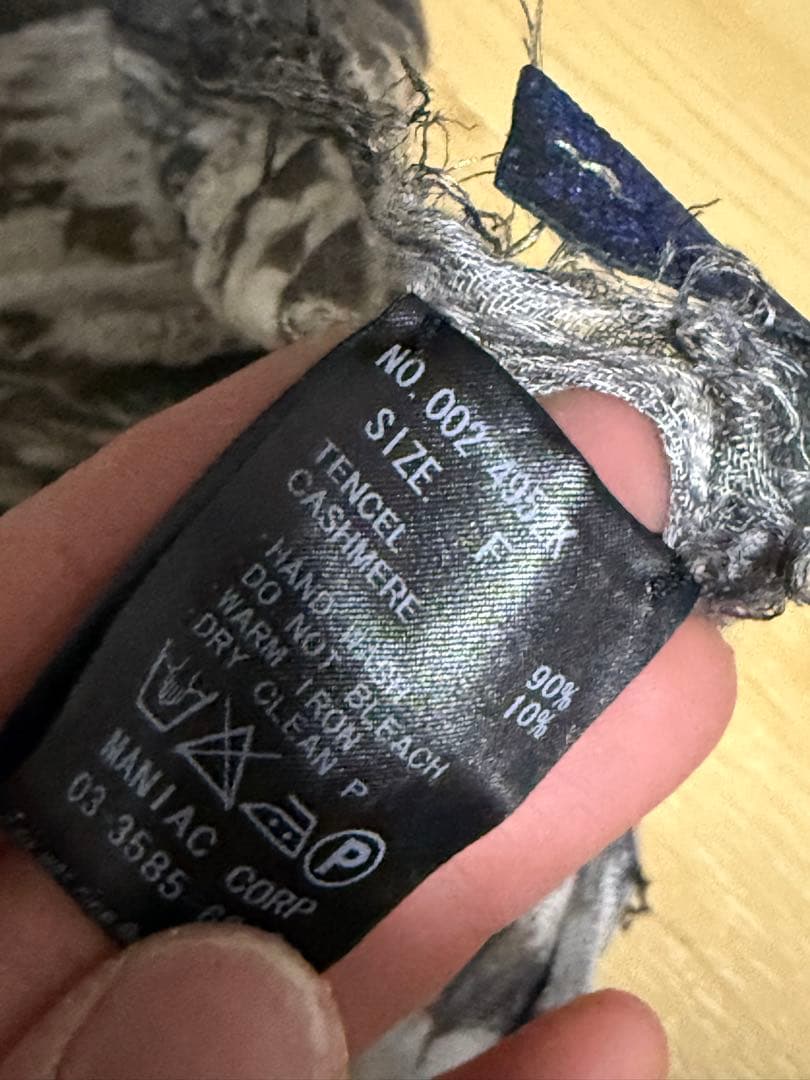 NO. 002
SIZE F
TENCEL 90%
CASHMERE 10%
HAND WASH
DO NOT BLEACH
WARM IRON
DRY CLEAN P
P
MANIAC CORP
03-3585-